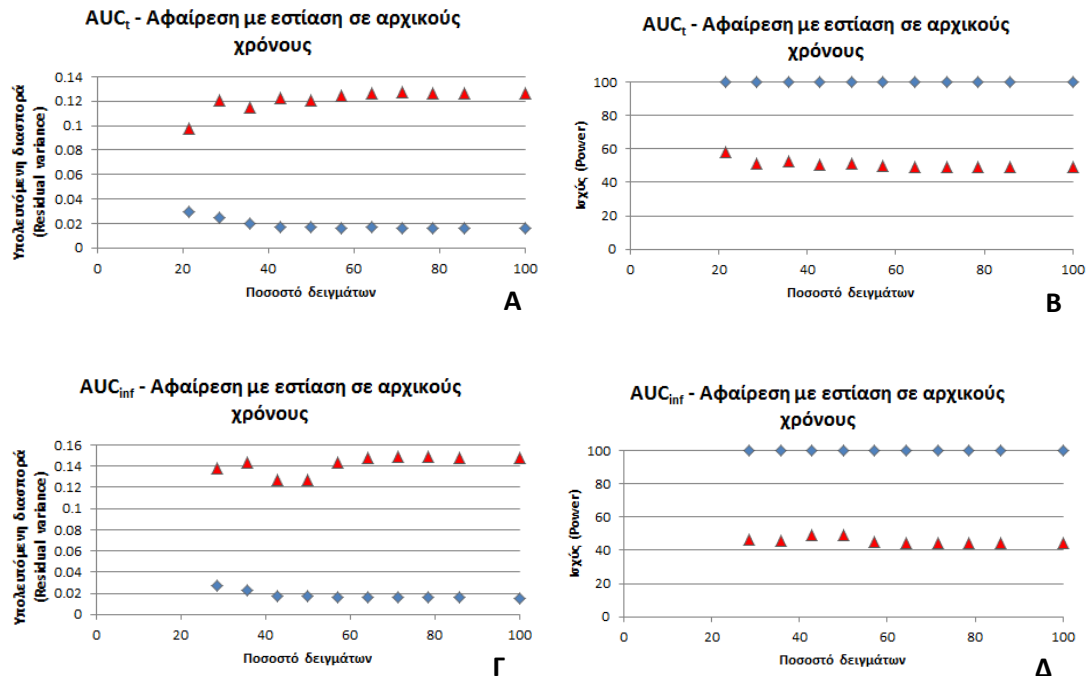 AUCt - Αφαίρεση με εστίαση σε αρχικούς
χρόνους
Υπολευτόμενη διασπορά
(Residual variance)
0.14
0.12
0.1
0.08
0.06
0.04
0.02
0
0 20 40 60 80 100
Ποσοστό δειγμάτων
Α
AUCt - Αφαίρεση με εστίαση σε αρχικούς
χρόνους
Ισχύς (Power)
100
80
60
40
20
0
0 20 40 60 80 100
Ποσοστό δειγμάτων
Β
AUCinf - Αφαίρεση με εστίαση σε αρχικούς
χρόνους
Υπολευτόμενη διασπορά
(Residual variance)
0.16
0.14
0.12
0.1
0.08
0.06
0.04
0.02
0
0 20 40 60 80 100
Ποσοστό δειγμάτων
Γ
AUCinf - Αφαίρεση με εστίαση σε αρχικούς
χρόνους
Ισχύς (Power)
100
80
60
40
20
0
0 20 40 60 80 100
Ποσοστό δειγμάτων
Δ